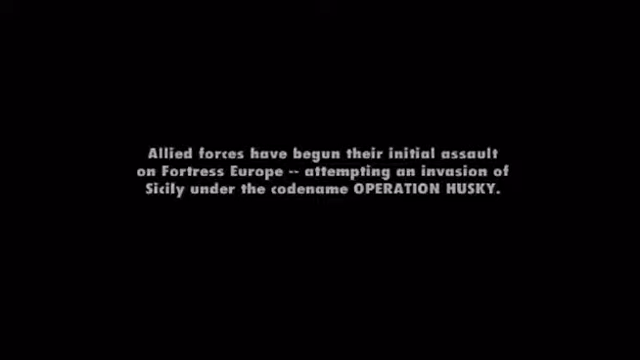 Allied forces have begun their initial assault
on Fortress Europe -- attempting an invasion of
Sicily under the codename OPERATION HUSKY.